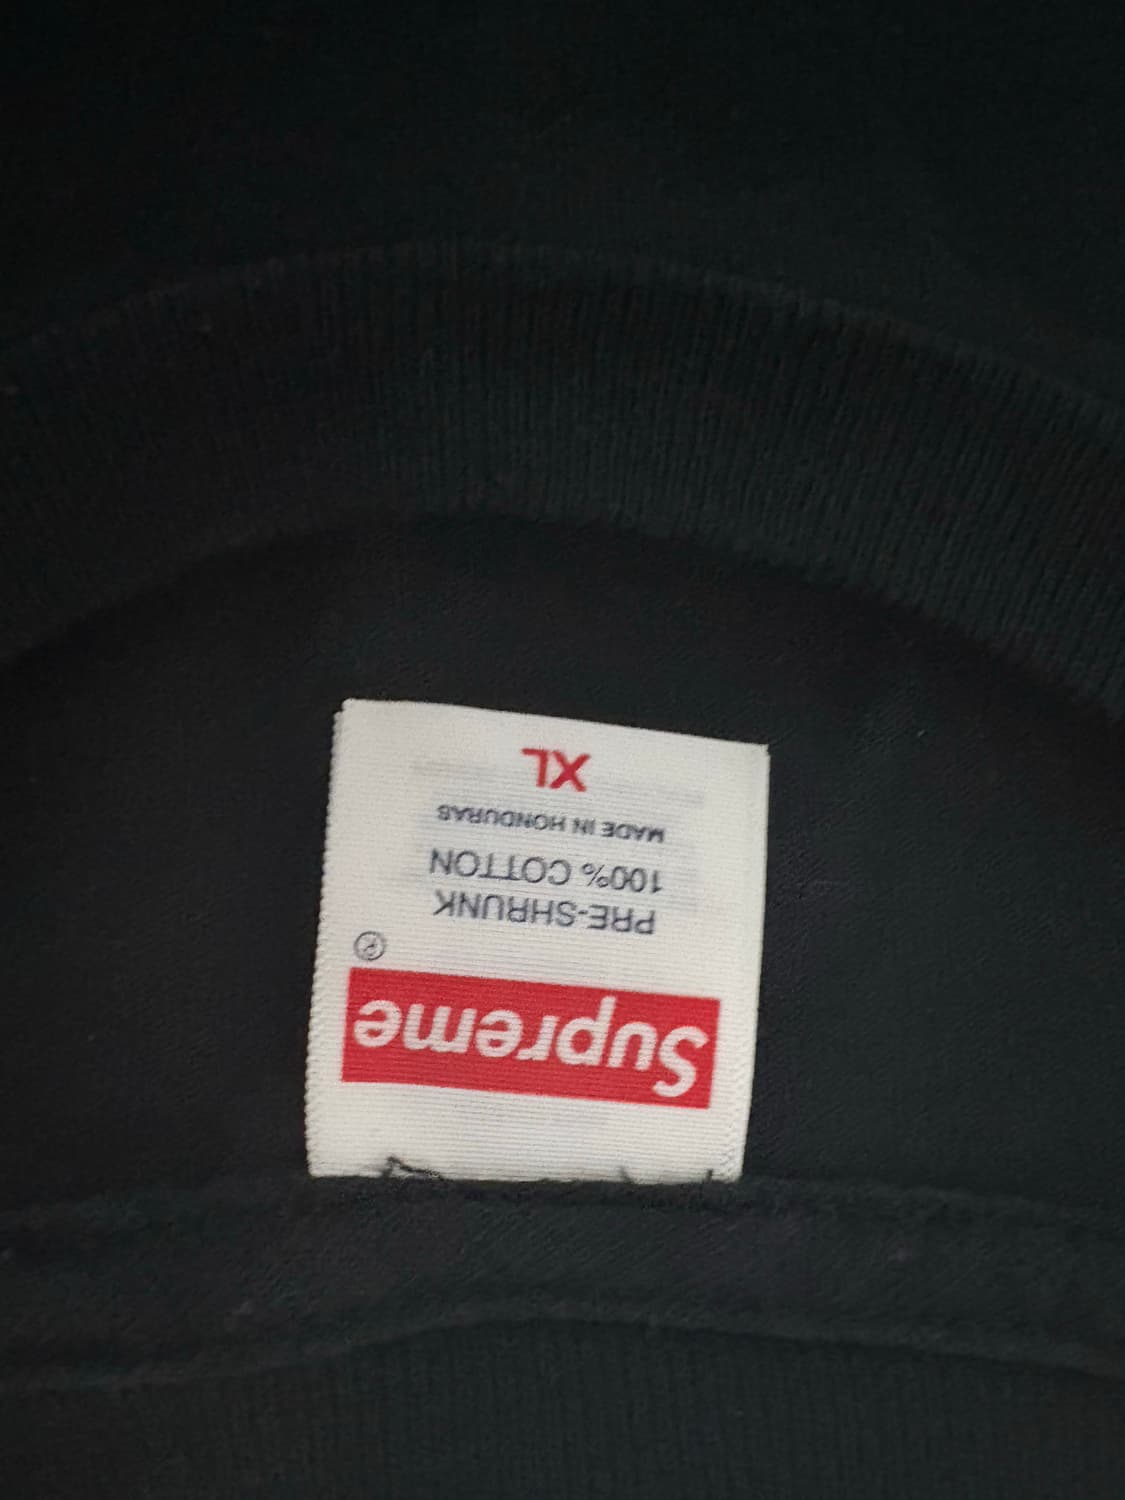 Supreme
®
PRE-SHRUNK
100% COTTON
MADE IN HONDURAS
XL